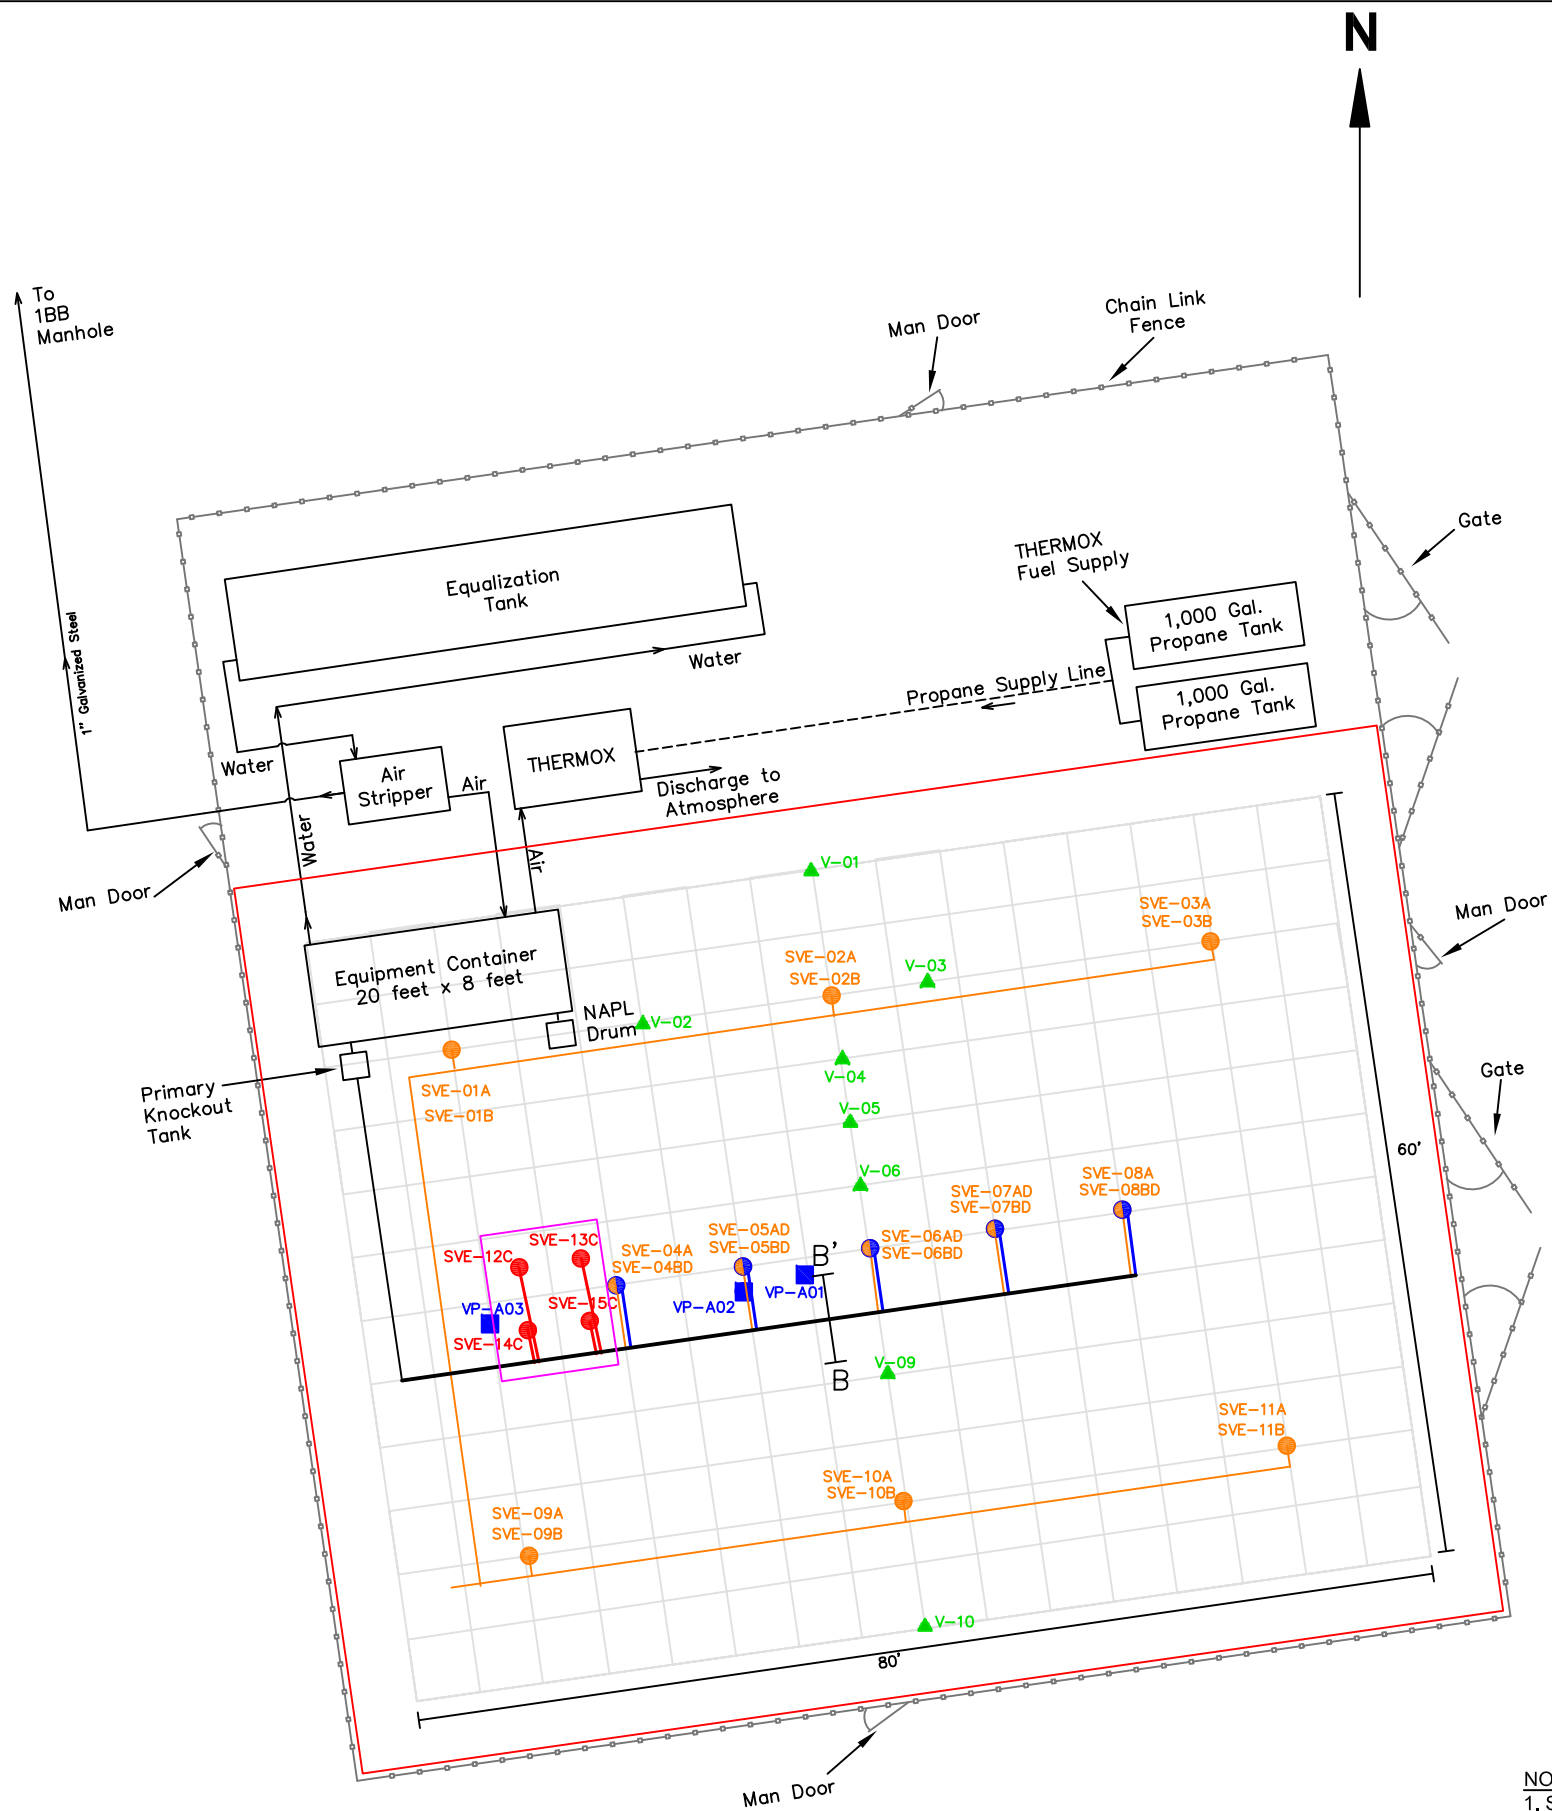 N
To
1BB
Manhole
Man Door
Chain Link
Fence
Gate
THERMOX
Fuel Supply
Equalization
Tank
1,000 Gal.
Propane Tank
1" Galvanized Steel
Water
Propane Supply Line
1,000 Gal.
Propane Tank
Water
Air
Stripper
Air
THERMOX
Discharge to
Atmosphere
Water
Air
Man Door
V-01
SVE-03A
SVE-03B
Man Door
Equipment Container
20 feet x 8 feet
SVE-02A
SVE-02B
V-03
NAPL
Drum
V-02
V-04
Primary
Knockout
Tank
SVE-01A
SVE-01B
V-05
Gate
60'
V-06
SVE-08A
SVE-08BD
SVE-07AD
SVE-07BD
SVE-12C
SVE-13C
SVE-04A
SVE-04BD
SVE-05AD
SVE-05BD
SVE-06AD
SVE-06BD
B'
VP-A03
SVE-15C
VP-A02
VP-A01
SVE-14C
B
V-09
SVE-11A
SVE-11B
SVE-10A
SVE-10B
SVE-09A
SVE-09B
V-10
80'
Man Door
NO
1. S